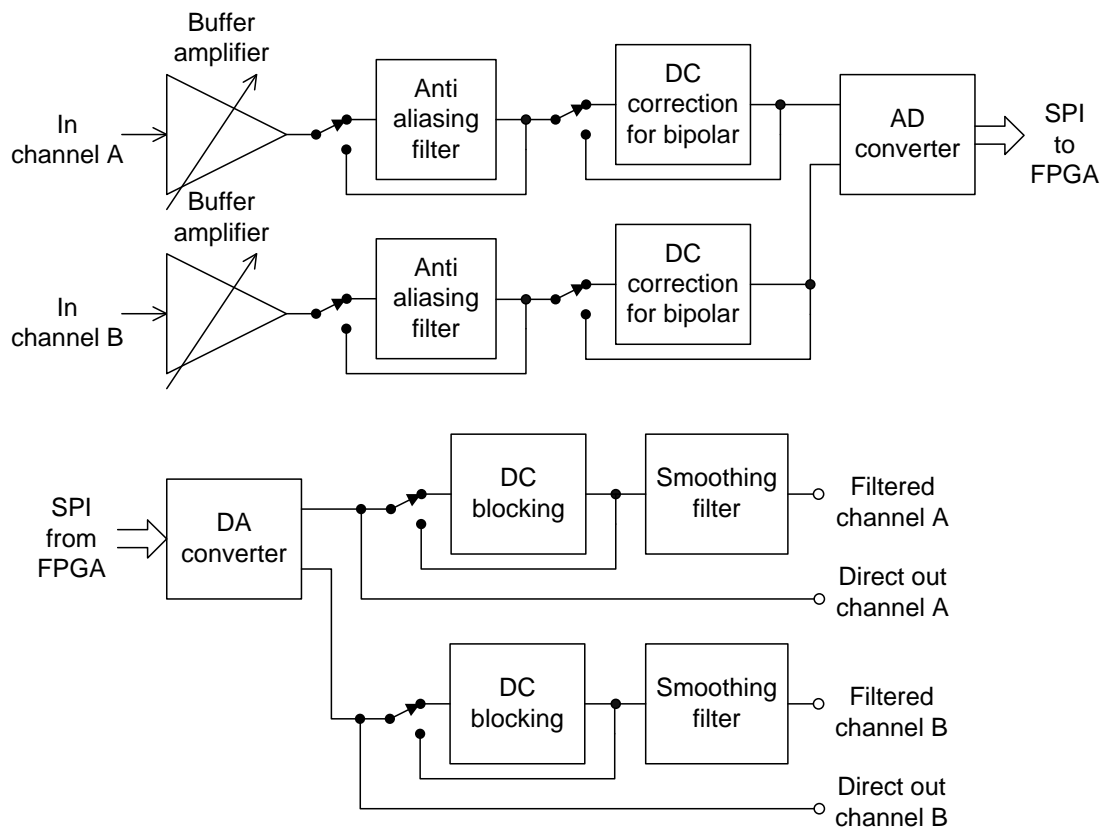 Buffer
amplifier
In
channel A
Anti
aliasing
filter
DC
correction
for bipolar
AD
converter
SPI
to
FPGA
Buffer
amplifier
In
channel B
Anti
aliasing
filter
DC
correction
for bipolar
SPI
from
FPGA
DA
converter
DC
blocking
Smoothing
filter
Filtered
channel A
Direct out
channel A
DC
blocking
Smoothing
filter
Filtered
channel B
Direct out
channel B